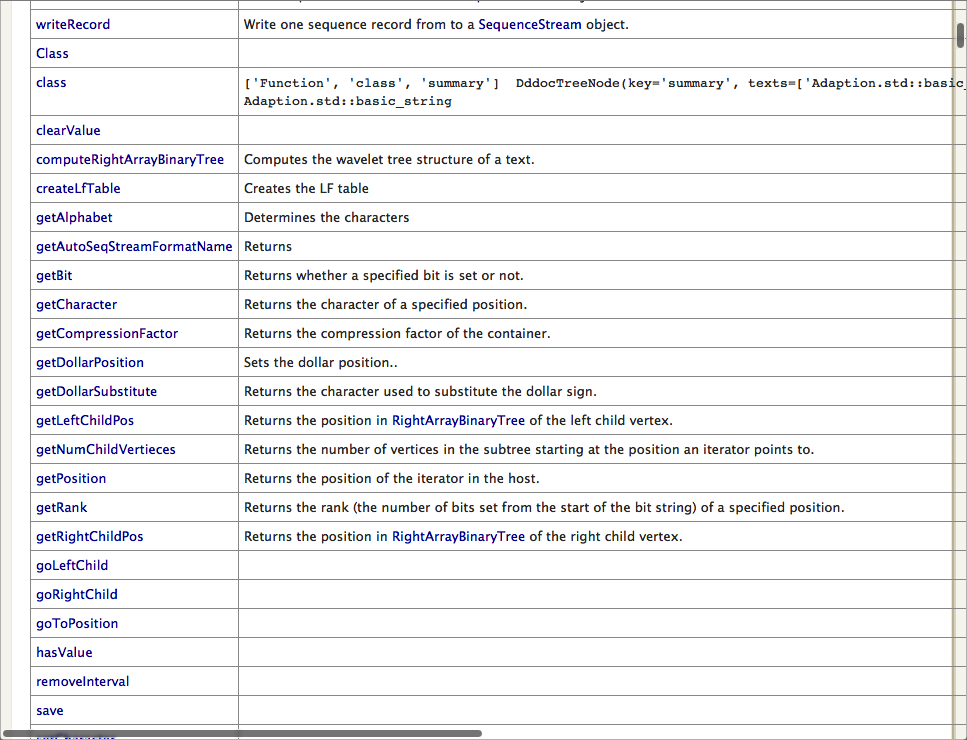 writeRecord Write one sequence record from to a SequenceStream object.
Class
class ['Function', 'class', 'summary']  DddocTreeNode(key='summary', texts=['Adaption.std::basic_
Adaption.std::basic_string
clearValue
computeRightArrayBinaryTree Computes the wavelet tree structure of a text.
createLfTable Creates the LF table
getAlphabet Determines the characters
getAutoSeqStreamFormatName Returns
getBit Returns whether a specified bit is set or not.
getCharacter Returns the character of a specified position.
getCompressionFactor Returns the compression factor of the container.
getDollarPosition Sets the dollar position..
getDollarSubstitute Returns the character used to substitute the dollar sign.
getLeftChildPos Returns the position in RightArrayBinaryTree of the left child vertex.
getNumChildVertieces Returns the number of vertices in the subtree starting at the position an iterator points to.
getPosition Returns the position of the iterator in the host.
getRank Returns the rank (the number of bits set from the start of the bit string) of a specified position.
getRightChildPos Returns the position in RightArrayBinaryTree of the right child vertex.
goLeftChild
goRightChild
goToPosition
hasValue
removeInterval
save